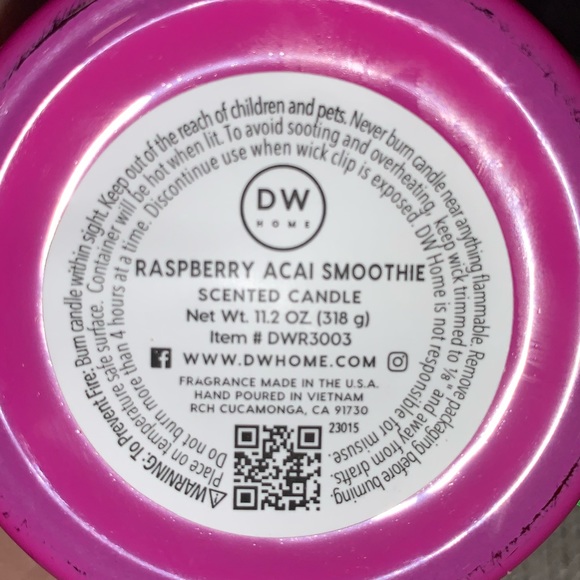 ⚠WARNING: To Prevent Fire: Burn candle within sight. Keep out of the reach of children and pets. Never burn candle near anything flammable. Remove packaging before burning.
Place on temperature safe surface. Container will be hot when lit. To avoid sooting and overheating, keep wick trimmed to 1/8" and away from drafts.
Do not burn more than 4 hours at a time. Discontinue use when wick clip is exposed. DW Home is not responsible for misuse.
DW
HOME
RASPBERRY ACAI SMOOTHIE
SCENTED CANDLE
Net Wt. 11.2 OZ. (318 g)
Item # DWR3003
WWW.DWHOME.COM
FRAGRANCE MADE IN THE U.S.A.
HAND POURED IN VIETNAM
RCH CUCAMONGA, CA 91730
23015